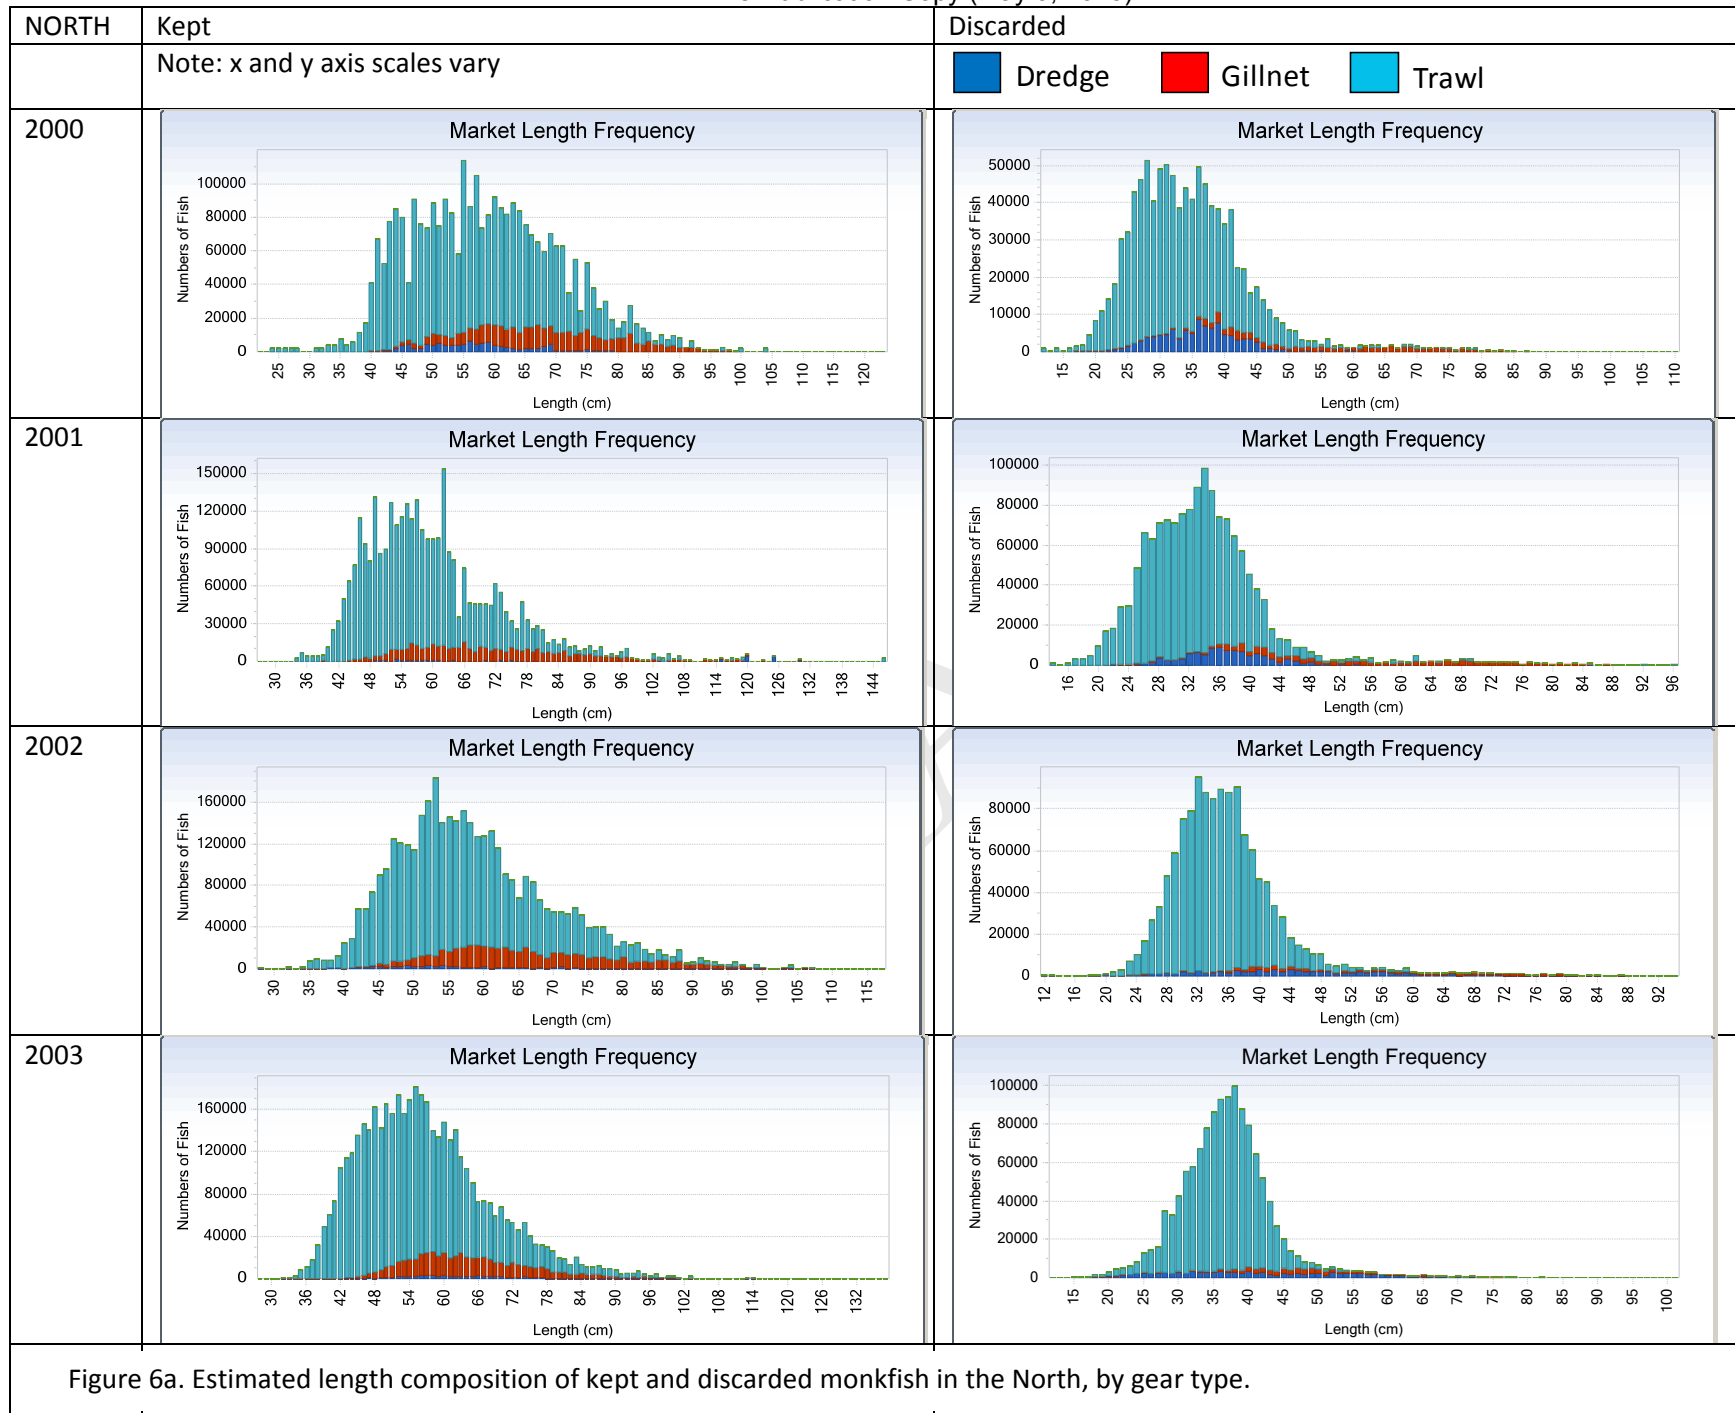 NORTH Kept Discarded
Note: x and y axis scales vary Dredge Gillnet Trawl
2000
Market Length Frequency
Numbers of Fish
100000
80000
60000
40000
20000
0
25 30 35 40 45 50 55 60 65 70 75 80 85 90 95 100 105 110 115 120
Length (cm)
Market Length Frequency
Numbers of Fish
50000
40000
30000
20000
10000
0
15 20 25 30 35 40 45 50 55 60 65 70 75 80 85 90 95 100 105 110
Length (cm)
2001
Market Length Frequency
Numbers of Fish
150000
120000
90000
60000
30000
0
30 36 42 48 54 60 66 72 78 84 90 96 102 108 114 120 126 132 138 144
Length (cm)
Market Length Frequency
Numbers of Fish
100000
80000
60000
40000
20000
0
16 20 24 28 32 36 40 44 48 52 56 60 64 68 72 76 80 84 88 92 96
Length (cm)
2002
Market Length Frequency
Numbers of Fish
160000
120000
80000
40000
0
30 35 40 45 50 55 60 65 70 75 80 85 90 95 100 105 110 115
Length (cm)
Market Length Frequency
Numbers of Fish
80000
60000
40000
20000
0
12 16 20 24 28 32 36 40 44 48 52 56 60 64 68 72 76 80 84 88 92
Length (cm)
2003
Market Length Frequency
Numbers of Fish
160000
120000
80000
40000
0
30 36 42 48 54 60 66 72 78 84 90 96 102 108 114 120 126 132
Length (cm)
Market Length Frequency
Numbers of Fish
100000
80000
60000
40000
20000
0
15 20 25 30 35 40 45 50 55 60 65 70 75 80 85 90 95 100
Length (cm)
Figure 6a. Estimated length composition of kept and discarded monkfish in the North, by gear type.